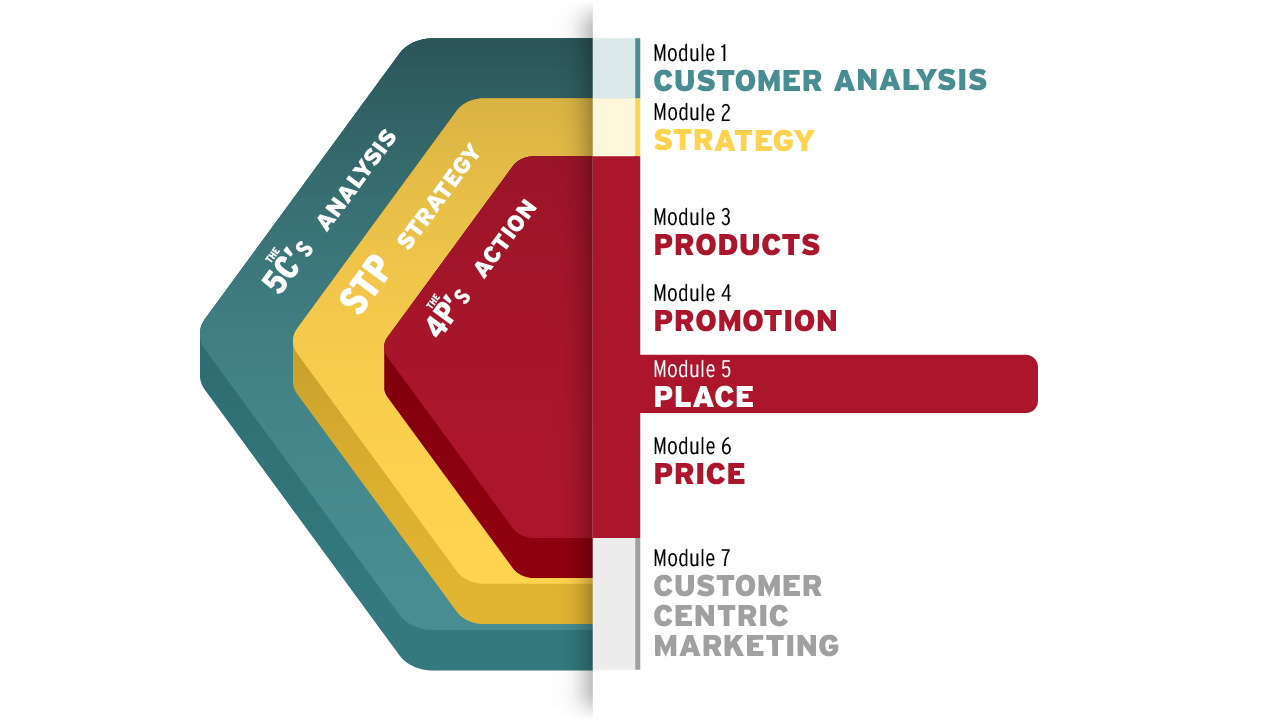 THE
5C's ANALYSIS
STP STRATEGY
THE
4P's ACTION
Module 1
CUSTOMER ANALYSIS
Module 2
STRATEGY
Module 3
PRODUCTS
Module 4
PROMOTION
Module 5
PLACE
Module 6
PRICE
Module 7
CUSTOMER
CENTRIC
MARKETING